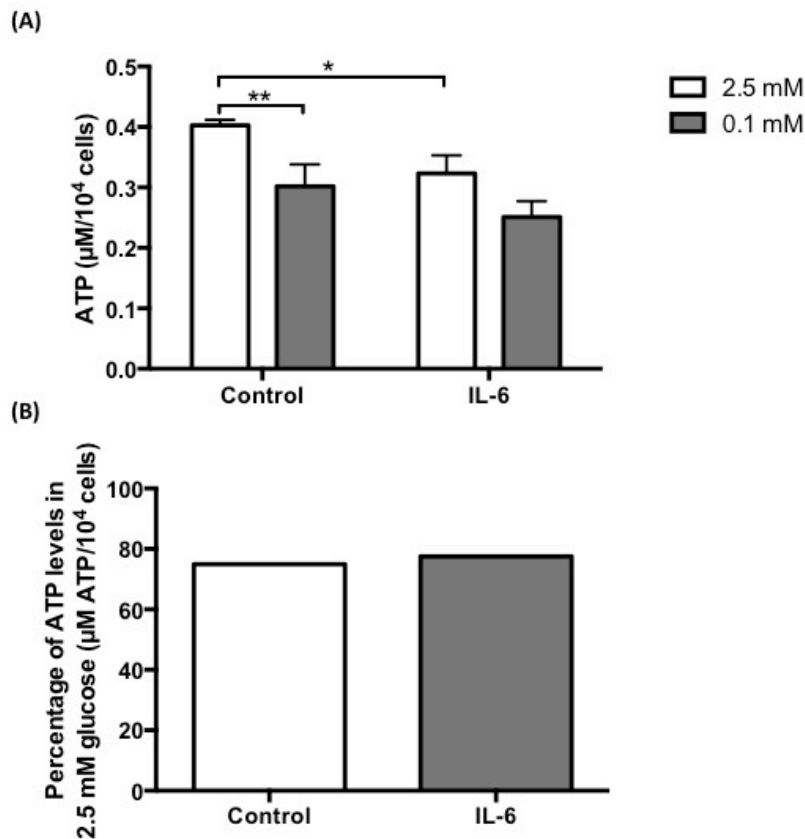 (A)
ATP (µM/10⁴ cells)
0.5
0.4
0.3
0.2
0.1
0.0
*
**
Control
IL-6
2.5 mM
0.1 mM
(B)
Percentage of ATP levels in
2.5 mM glucose (µM ATP/10⁴ cells)
100
80
60
40
20
0
Control
IL-6